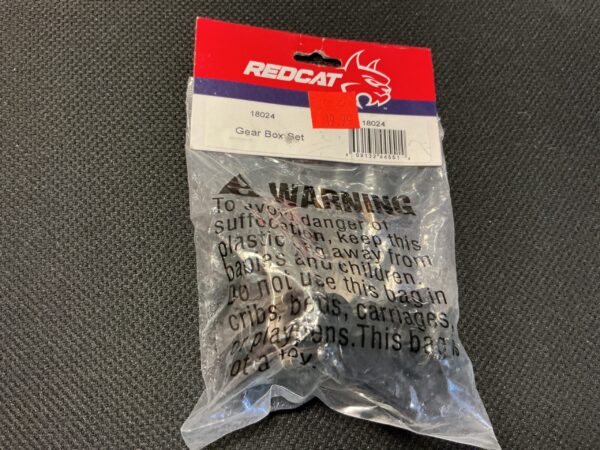 REDCAT
18024
18024
Gear Box Set
WARNING
To avoid danger of
suffocation, keep this
plastic bag away from
babies and children.
Do not use this bag in
cribs, beds, carriages,
or playpens. This bag is
not a toy.